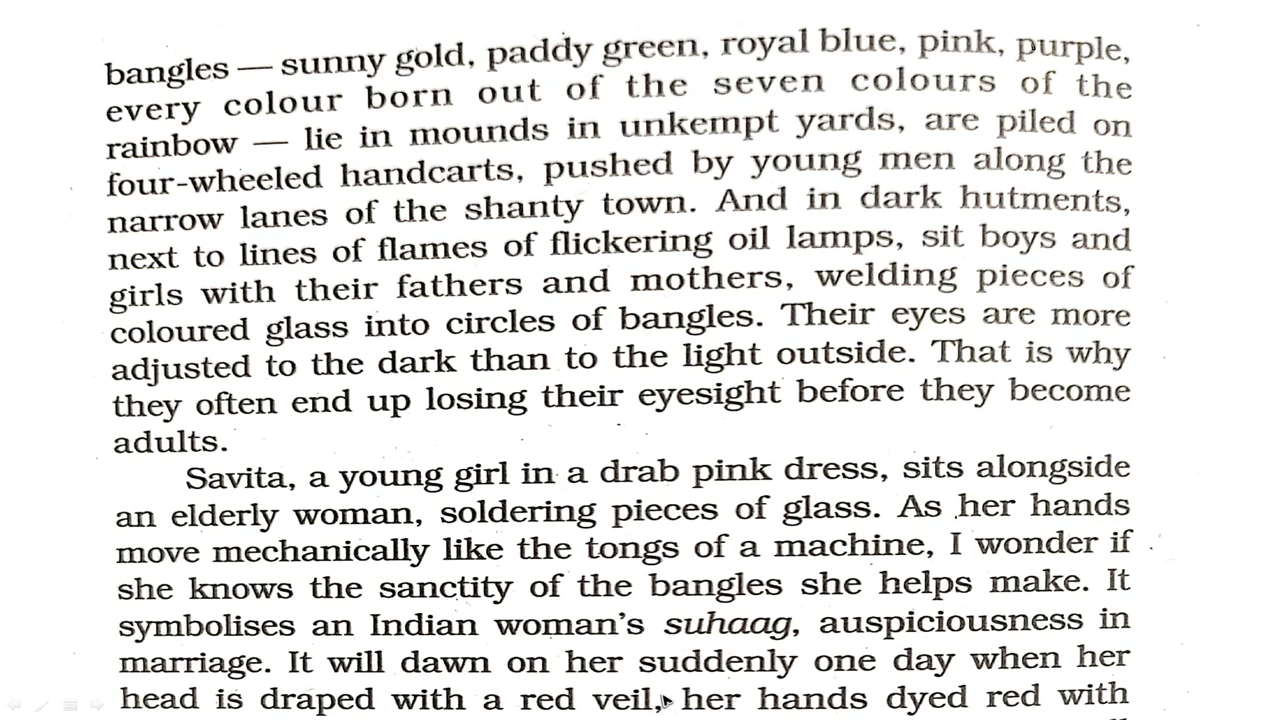 bangles — sunny gold, paddy green, royal blue, pink, purple,
every colour born out of the seven colours of the
rainbow — lie in mounds in unkempt yards, are piled on
four-wheeled handcarts, pushed by young men along the
narrow lanes of the shanty town. And in dark hutments,
next to lines of flames of flickering oil lamps, sit boys and
girls with their fathers and mothers, welding pieces of
coloured glass into circles of bangles. Their eyes are more
adjusted to the dark than to the light outside. That is why
they often end up losing their eyesight before they become
adults.
Savita, a young girl in a drab pink dress, sits alongside
an elderly woman, soldering pieces of glass. As her hands
move mechanically like the tongs of a machine, I wonder if
she knows the sanctity of the bangles she helps make. It
symbolises an Indian woman's suhaag, auspiciousness in
marriage. It will dawn on her suddenly one day when her
head is draped with a red veil, her hands dyed red with